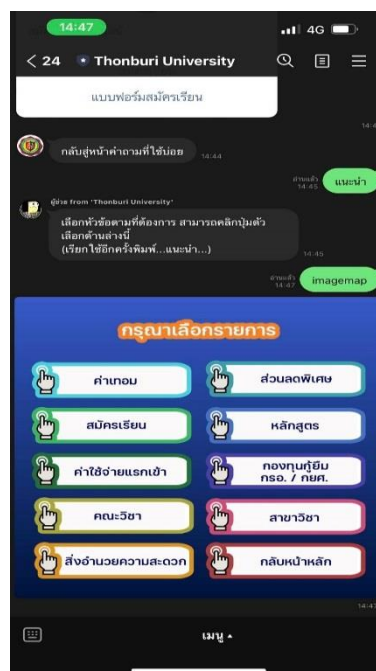 14:47
4G
24
Thonburi University
แบบฟอร์มสมัครเรียน
กลับสู่หน้าคำถามที่ใช้บ่อย
14:44
อ่านแล้ว
14:45
แนะนำ
ผู้ช่วย from "Thonburi University"
เลือกหัวข้อตามที่ต้องการ สามารถคลิกปุ่มตัว
เลือกด้านล่างนี้
(เรียกใช้อีกครั้งพิมพ์...แนะนำ...)
14:45
อ่านแล้ว
14:47
imagemap
กรุณาเลือกรายการ
ค่าเทอม
ส่วนลดพิเศษ
สมัครเรียน
หลักสูตร
ค่าใช้จ่ายแรกเข้า
กองทุนกู้ยืม
กรอ. / กยศ.
คณะวิชา
สาขาวิชา
สิ่งอำนวยความสะดวก
กลับหน้าหลัก
เมนู